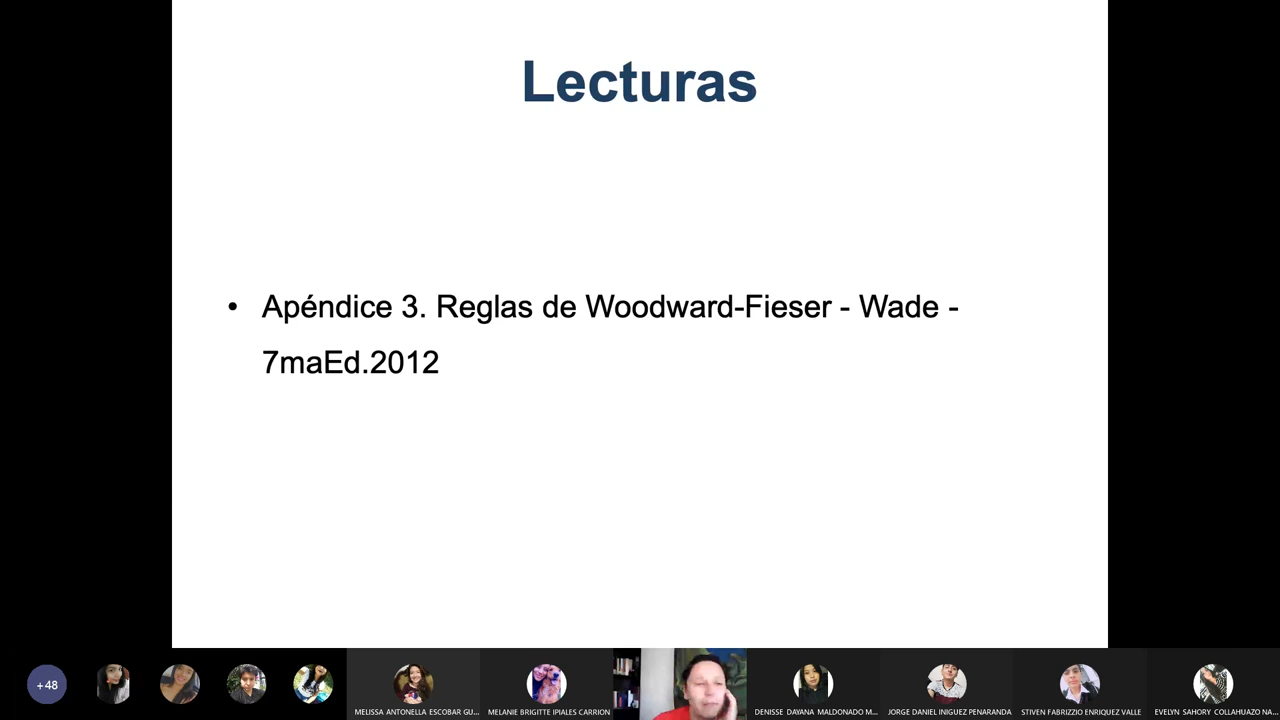 Lecturas
• Apéndice 3. Reglas de Woodward-Fieser - Wade -
7maEd.2012
+48
MELISSA ANTONELLA ESCOBAR GU...
MELANIE BRIGITTE IPIALES CARRION
DENISSE DAYANA MALDONADO M...
JORGE DANIEL INIGUEZ PENARANDA
STIVEN FABRIZZIO ENRIQUEZ VALLE
EVELYN SAHORY COLLAHUAZO NA...